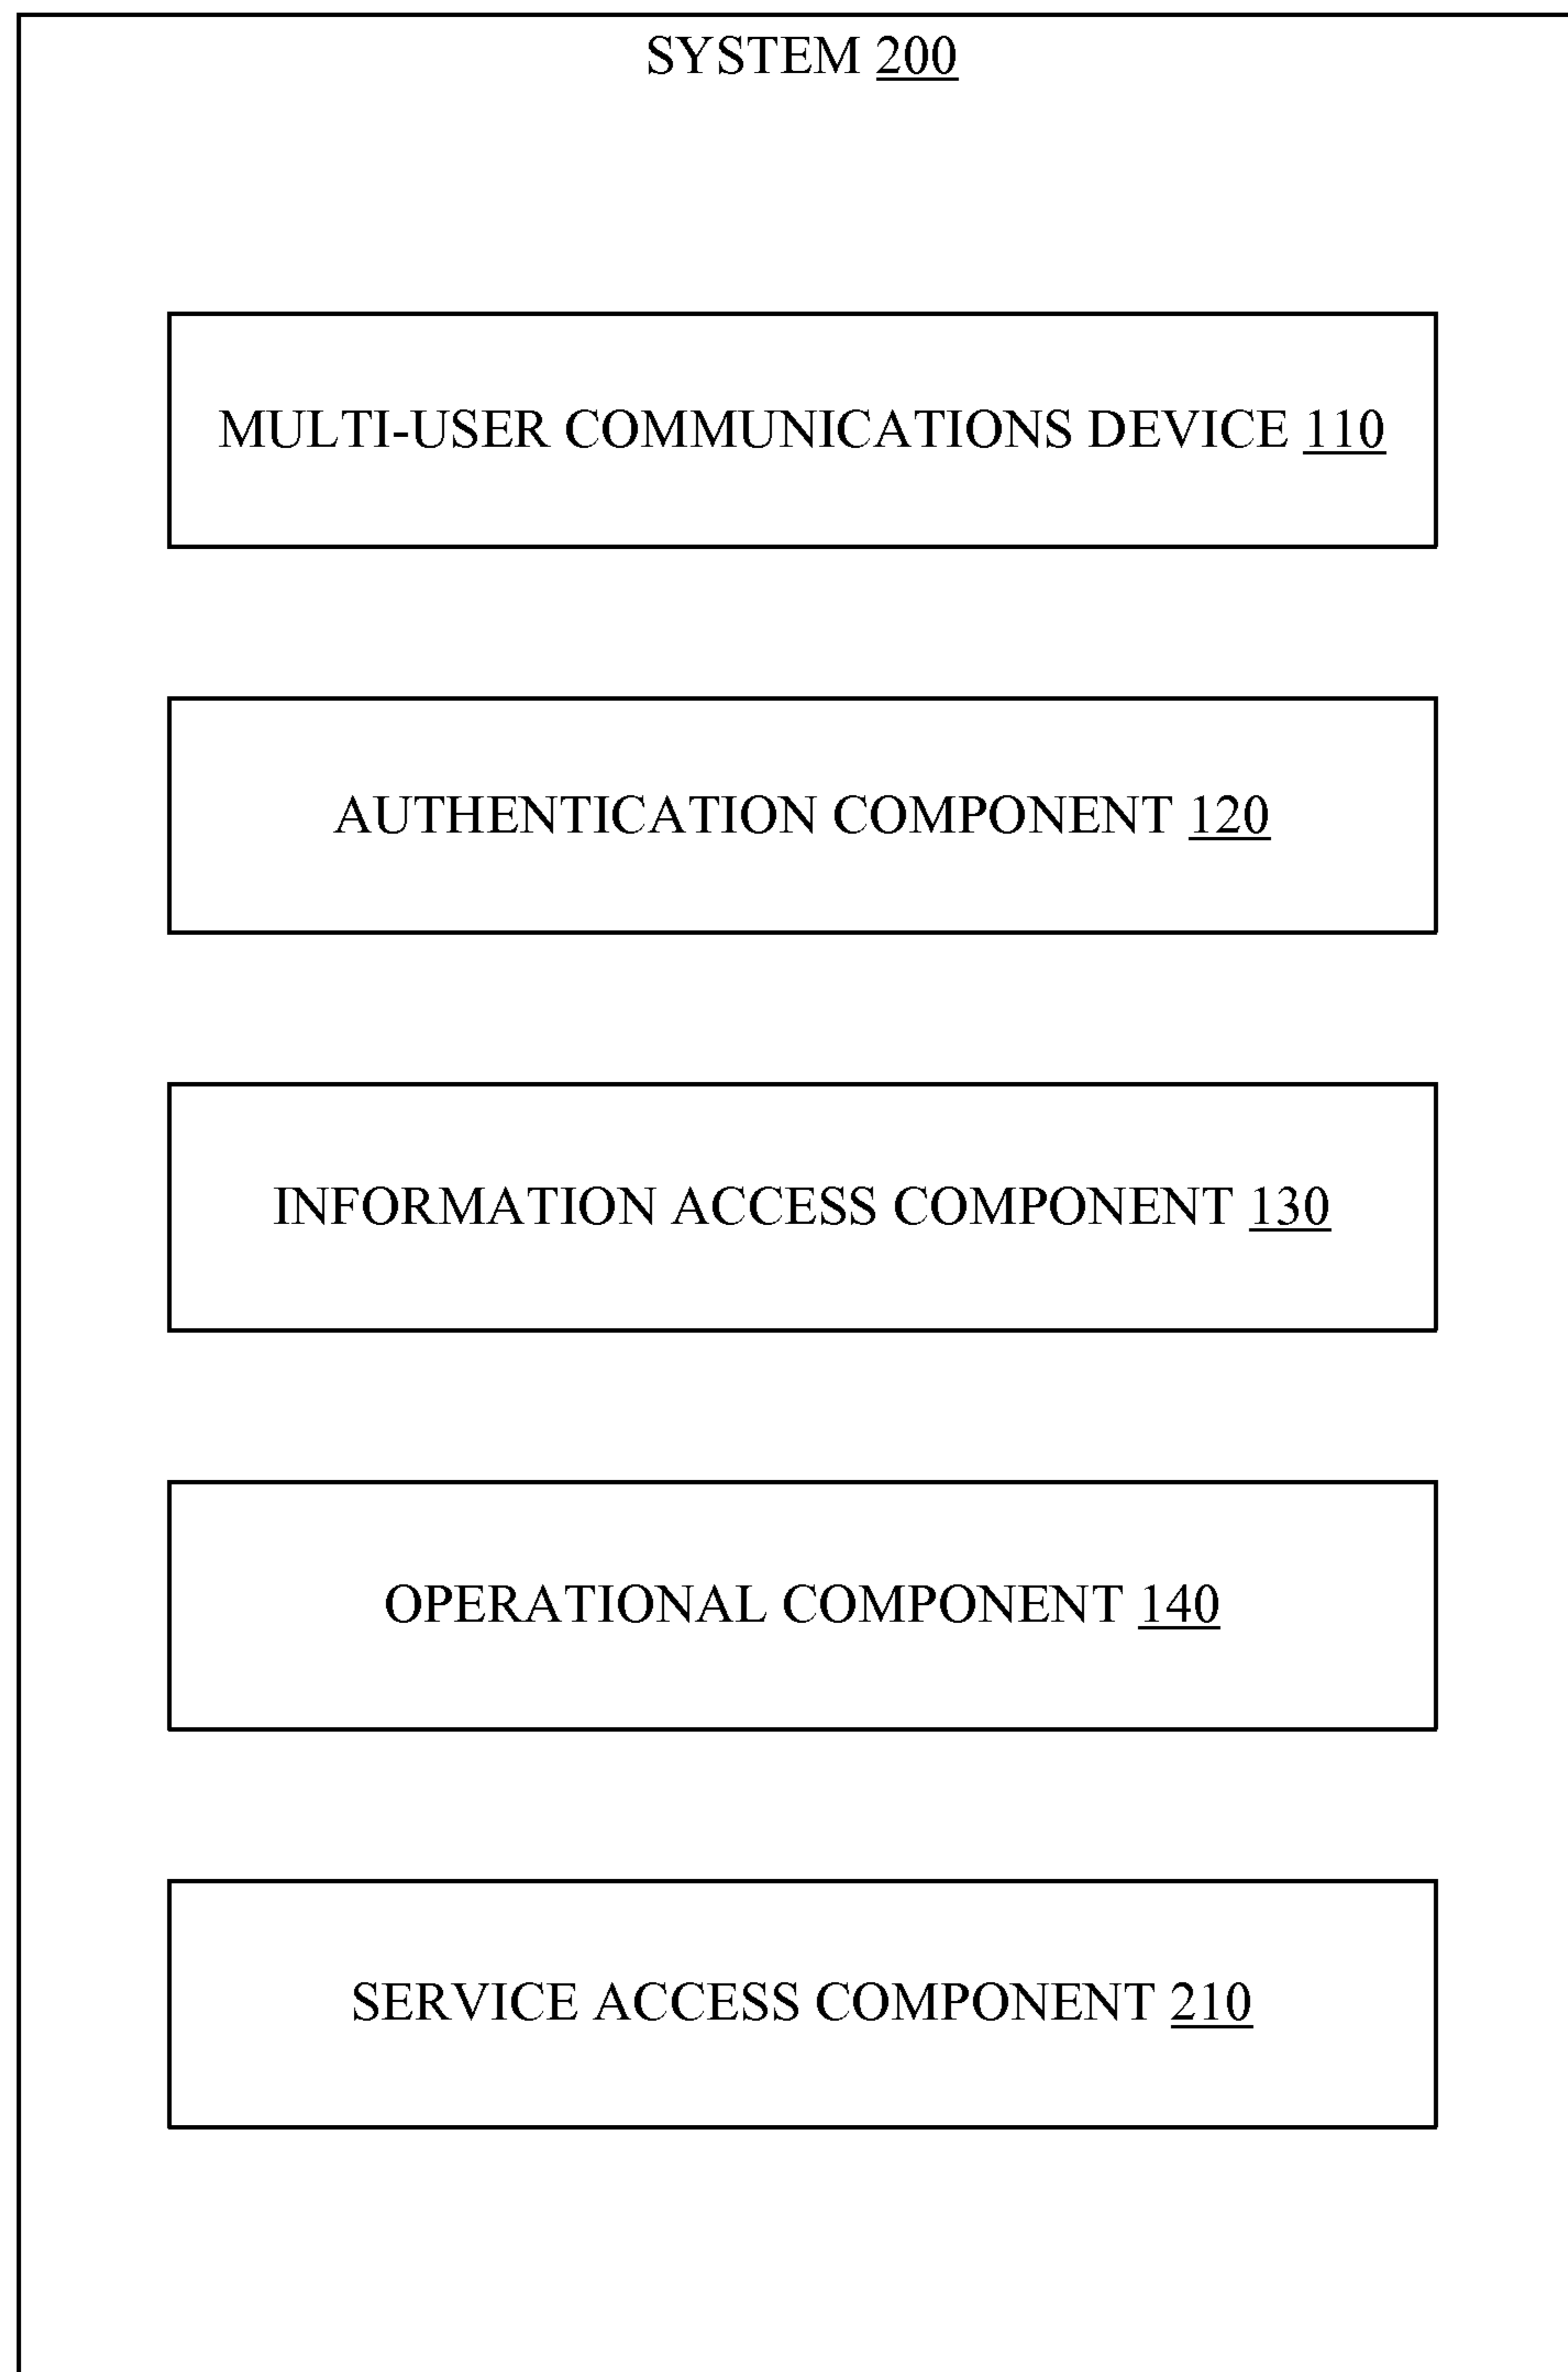 SYSTEM 200
MULTI-USER COMMUNICATIONS DEVICE 110
AUTHENTICATION COMPONENT 120
INFORMATION ACCESS COMPONENT 130
OPERATIONAL COMPONENT 140
SERVICE ACCESS COMPONENT 210